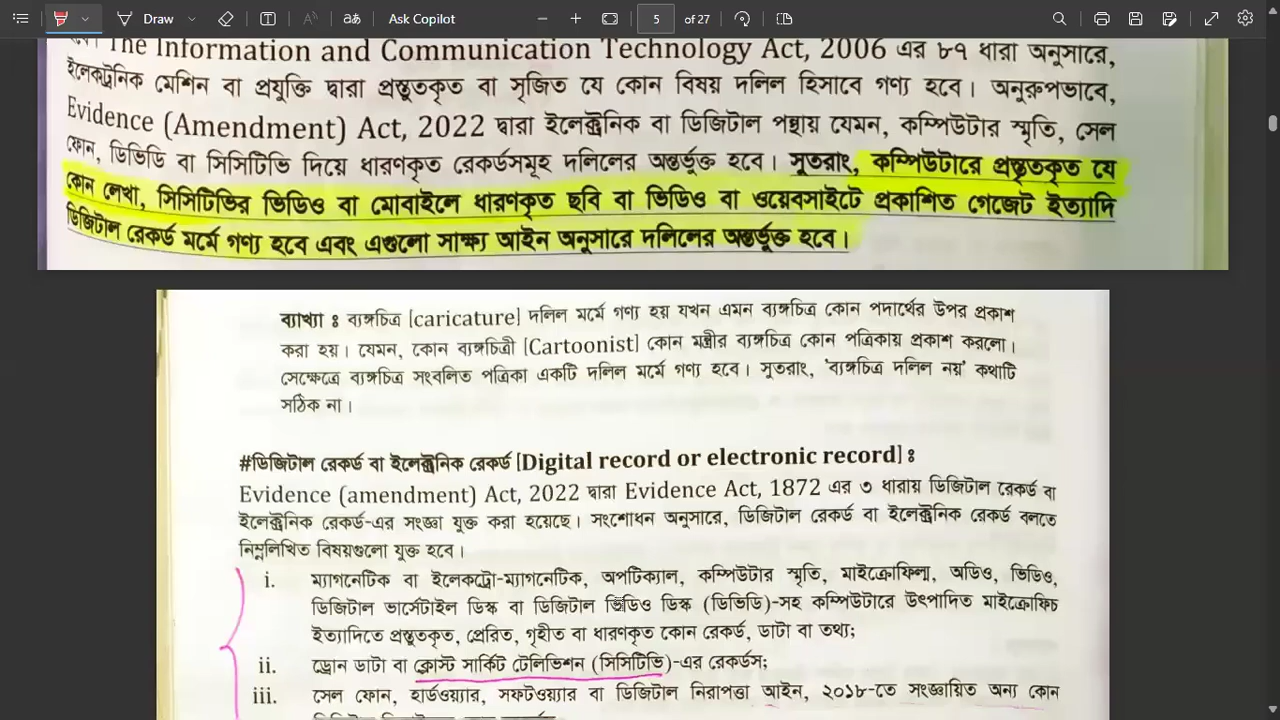 Draw
Ask Copilot
5 of 27
The Information and Communication Technology Act, 2006 এর ৮৭ ধারা অনুসারে,
ইলেকট্রনিক মেশিন বা প্রযুক্তি দ্বারা প্রস্তুতকৃত বা সৃজিত যে কোন বিষয় দলিল হিসাবে গণ্য হবে। অনুরুপভাবে,
Evidence (Amendment) Act, 2022 দ্বারা ইলেক্ট্রনিক বা ডিজিটাল পন্থায় যেমন, কম্পিউটার স্মৃতি, সেল
ফোন, ডিভিডি বা সিসিটিভি দিয়ে ধারণকৃত রেকর্ডসমূহ দলিলের অন্তর্ভুক্ত হবে। সুতরাং, কম্পিউটারে প্রস্তুতকৃত যে
কোন লেখা, সিসিটিভির ভিডিও বা মোবাইলে ধারণকৃত ছবি বা ভিডিও বা ওয়েবসাইটে প্রকাশিত গেজেট ইত্যাদি
ডিজিটাল রেকর্ড মর্মে গণ্য হবে এবং এগুলো সাক্ষ্য আইন অনুসারে দলিলের অন্তর্ভূক্ত হবে।
ব্যাখ্যা ঃ ব্যঙ্গচিত্র [caricature] দলিল মর্মে গণ্য হয় যখন এমন ব্যঙ্গচিত্র কোন পদার্থের উপর প্রকাশ
করা হয়। যেমন, কোন ব্যঙ্গচিত্রী [Cartoonist] কোন মন্ত্রীর ব্যঙ্গচিত্র কোন পত্রিকায় প্রকাশ করলো।
সেক্ষেত্রে ব্যঙ্গচিত্র সংবলিত পত্রিকা একটি দলিল মর্মে গণ্য হবে। সুতরাং, 'ব্যঙ্গচিত্র দলিল নয়' কথাটি
সঠিক না।
#ডিজিটাল রেকর্ড বা ইলেক্ট্রনিক রেকর্ড [Digital record or electronic record] ঃ
Evidence (amendment) Act, 2022 দ্বারা Evidence Act, 1872 এর ৩ ধারায় ডিজিটাল রেকর্ড বা
ইলেক্ট্রনিক রেকর্ড-এর সংজ্ঞা যুক্ত করা হয়েছে। সংশোধন অনুসারে, ডিজিটাল রেকর্ড বা ইলেক্ট্রনিক রেকর্ড বলতে
নিম্নলিখিত বিষয়গুলো যুক্ত হবে।
i. ম্যাগনেটিক বা ইলেকট্রো-ম্যাগনেটিক, অপটিক্যাল, কম্পিউটার স্মৃতি, মাইক্রোফিল্ম, অডিও, ভিডিও,
ডিজিটাল ভার্সেটাইল ডিস্ক বা ডিজিটাল ভিডিও ডিস্ক (ডিভিডি)-সহ কম্পিউটারে উৎপাদিত মাইক্রোফিচ
ইত্যাদিতে প্রস্তুতকৃত, প্রেরিত, গৃহীত বা ধারণকৃত কোন রেকর্ড, ডাটা বা তথ্য;
ii. ড্রোন ডাটা বা ক্লোস্ট সার্কিট টেলিভিশন (সিসিটিভি)-এর রেকর্ডস;
iii. সেল ফোন, হার্ডওয়্যার, সফটওয়্যার বা ডিজিটাল নিরাপত্তা আইন, ২০১৮-তে সংজ্ঞায়িত অন্য কোন